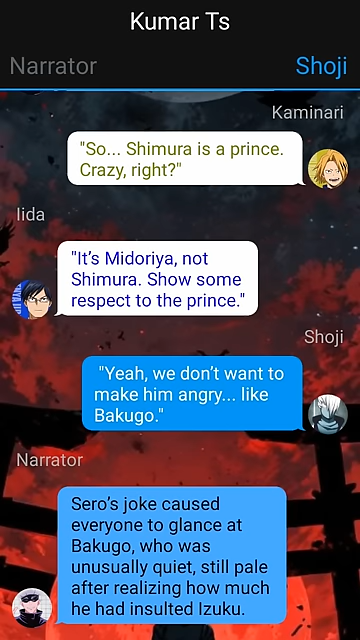 Kumar Ts
Narrator
Shoji
Kaminari
"So... Shimura is a prince.
Crazy, right?"
Iida
"It’s Midoriya, not
Shimura. Show some
respect to the prince."
Shoji
"Yeah, we don’t want to
make him angry... like
Bakugo."
Narrator
Sero’s joke caused
everyone to glance at
Bakugo, who was
unusually quiet, still pale
after realizing how much
he had insulted Izuku.